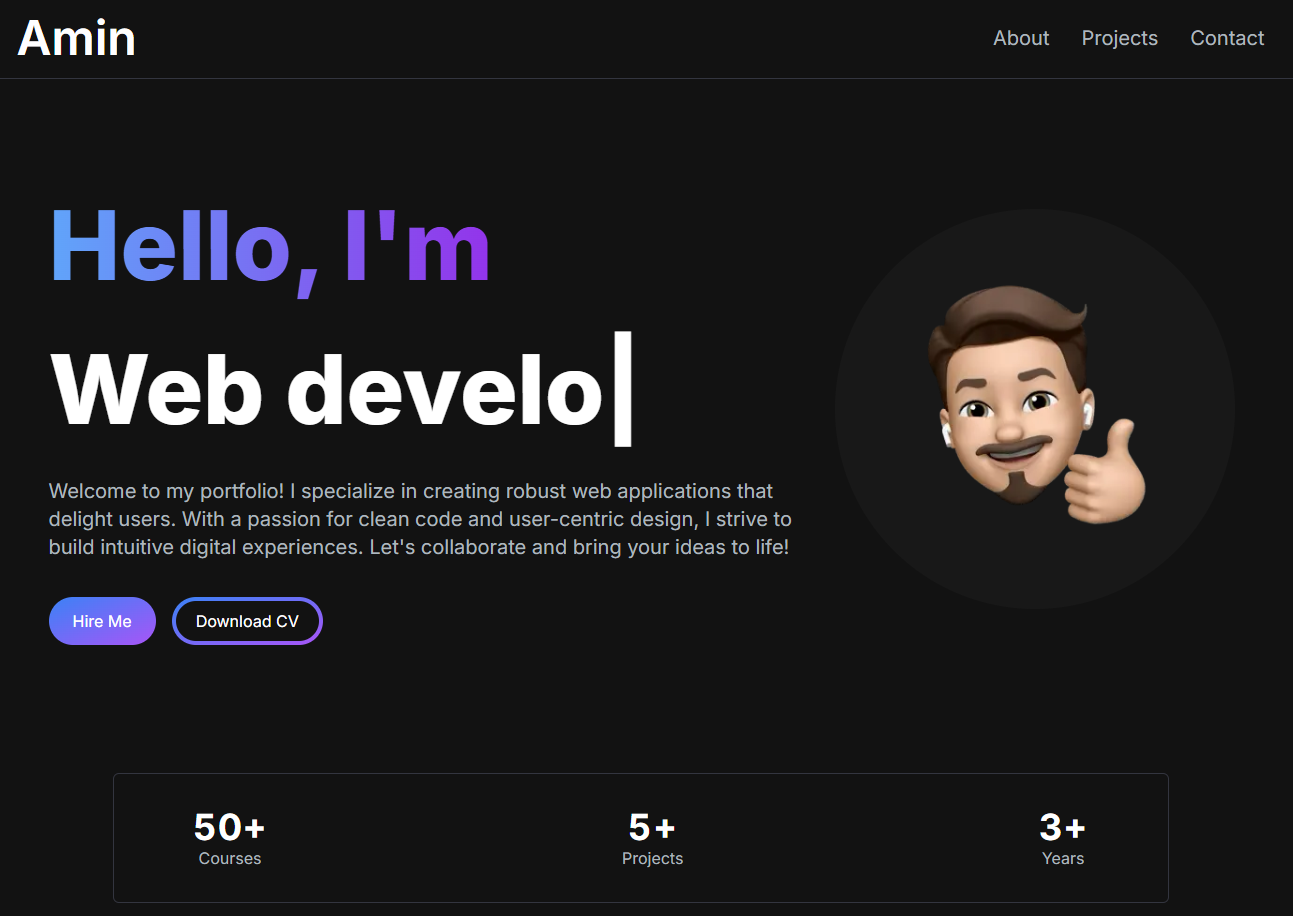 Amin
About Projects Contact
Hello, I'm
Web develo|
Welcome to my portfolio! I specialize in creating robust web applications that
delight users. With a passion for clean code and user-centric design, I strive to
build intuitive digital experiences. Let's collaborate and bring your ideas to life!
Hire Me Download CV
50+ 5+ 3+
Courses Projects Years